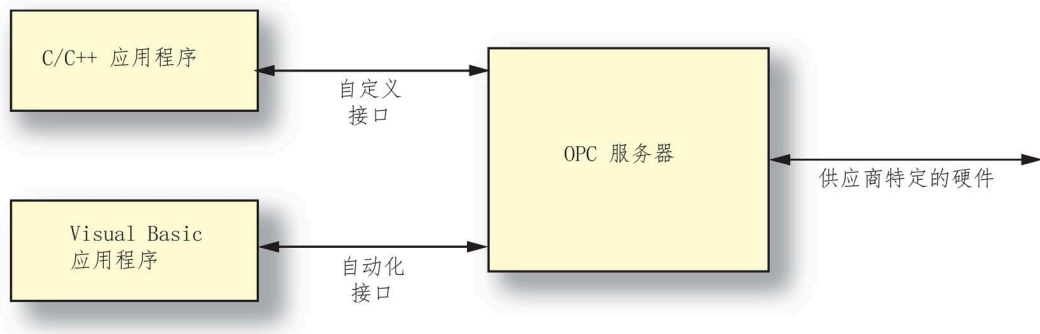 C/C++ 应用程序
自定义
接口
OPC 服务器
供应商特定的硬件
Visual Basic
应用程序
自动化
接口